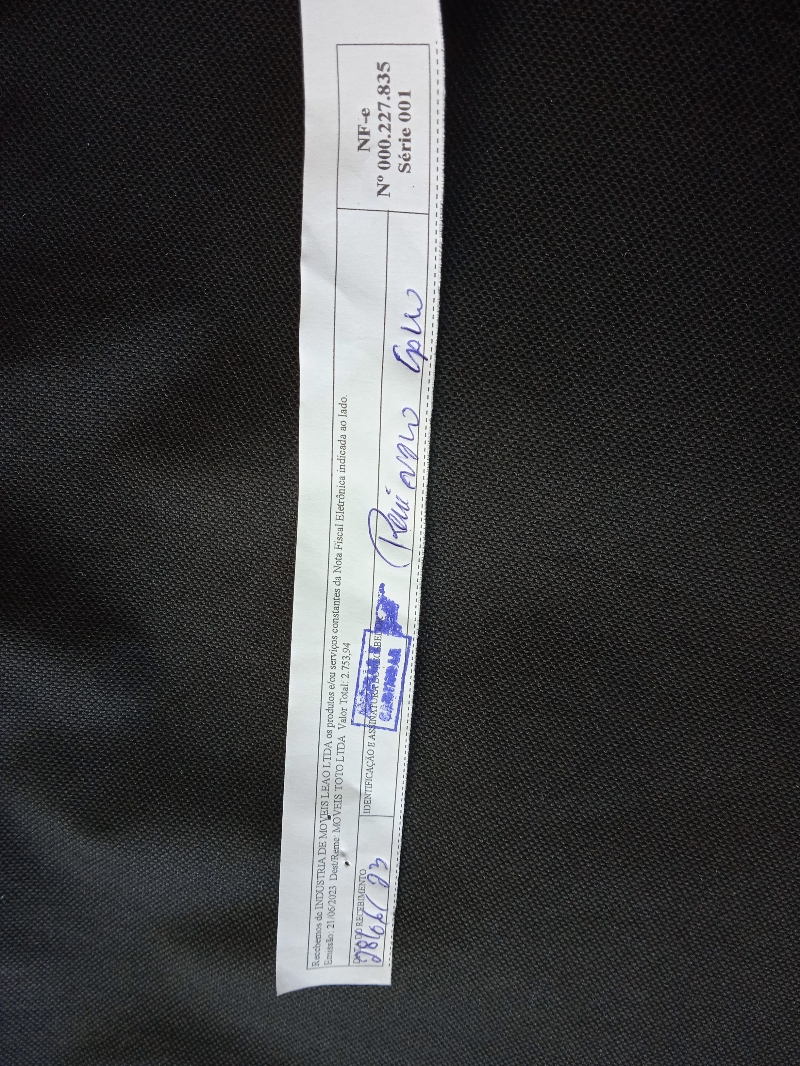 Recebemos de INDUSTRIA DE MOVEIS LEAO LTDA os produtos e/ou serviços constantes da Nota Fiscal Eletrônica indicada ao lado.
Emissão: 21/06/2023 Dest/Reme: MOVEIS TOTO LTDA Valor Total: 2.753,94
DATA DO RECEBIMENTO
IDENTIFICAÇÃO E ASSINATURA DO
NF-e
Nº 000.227.835
Série 001